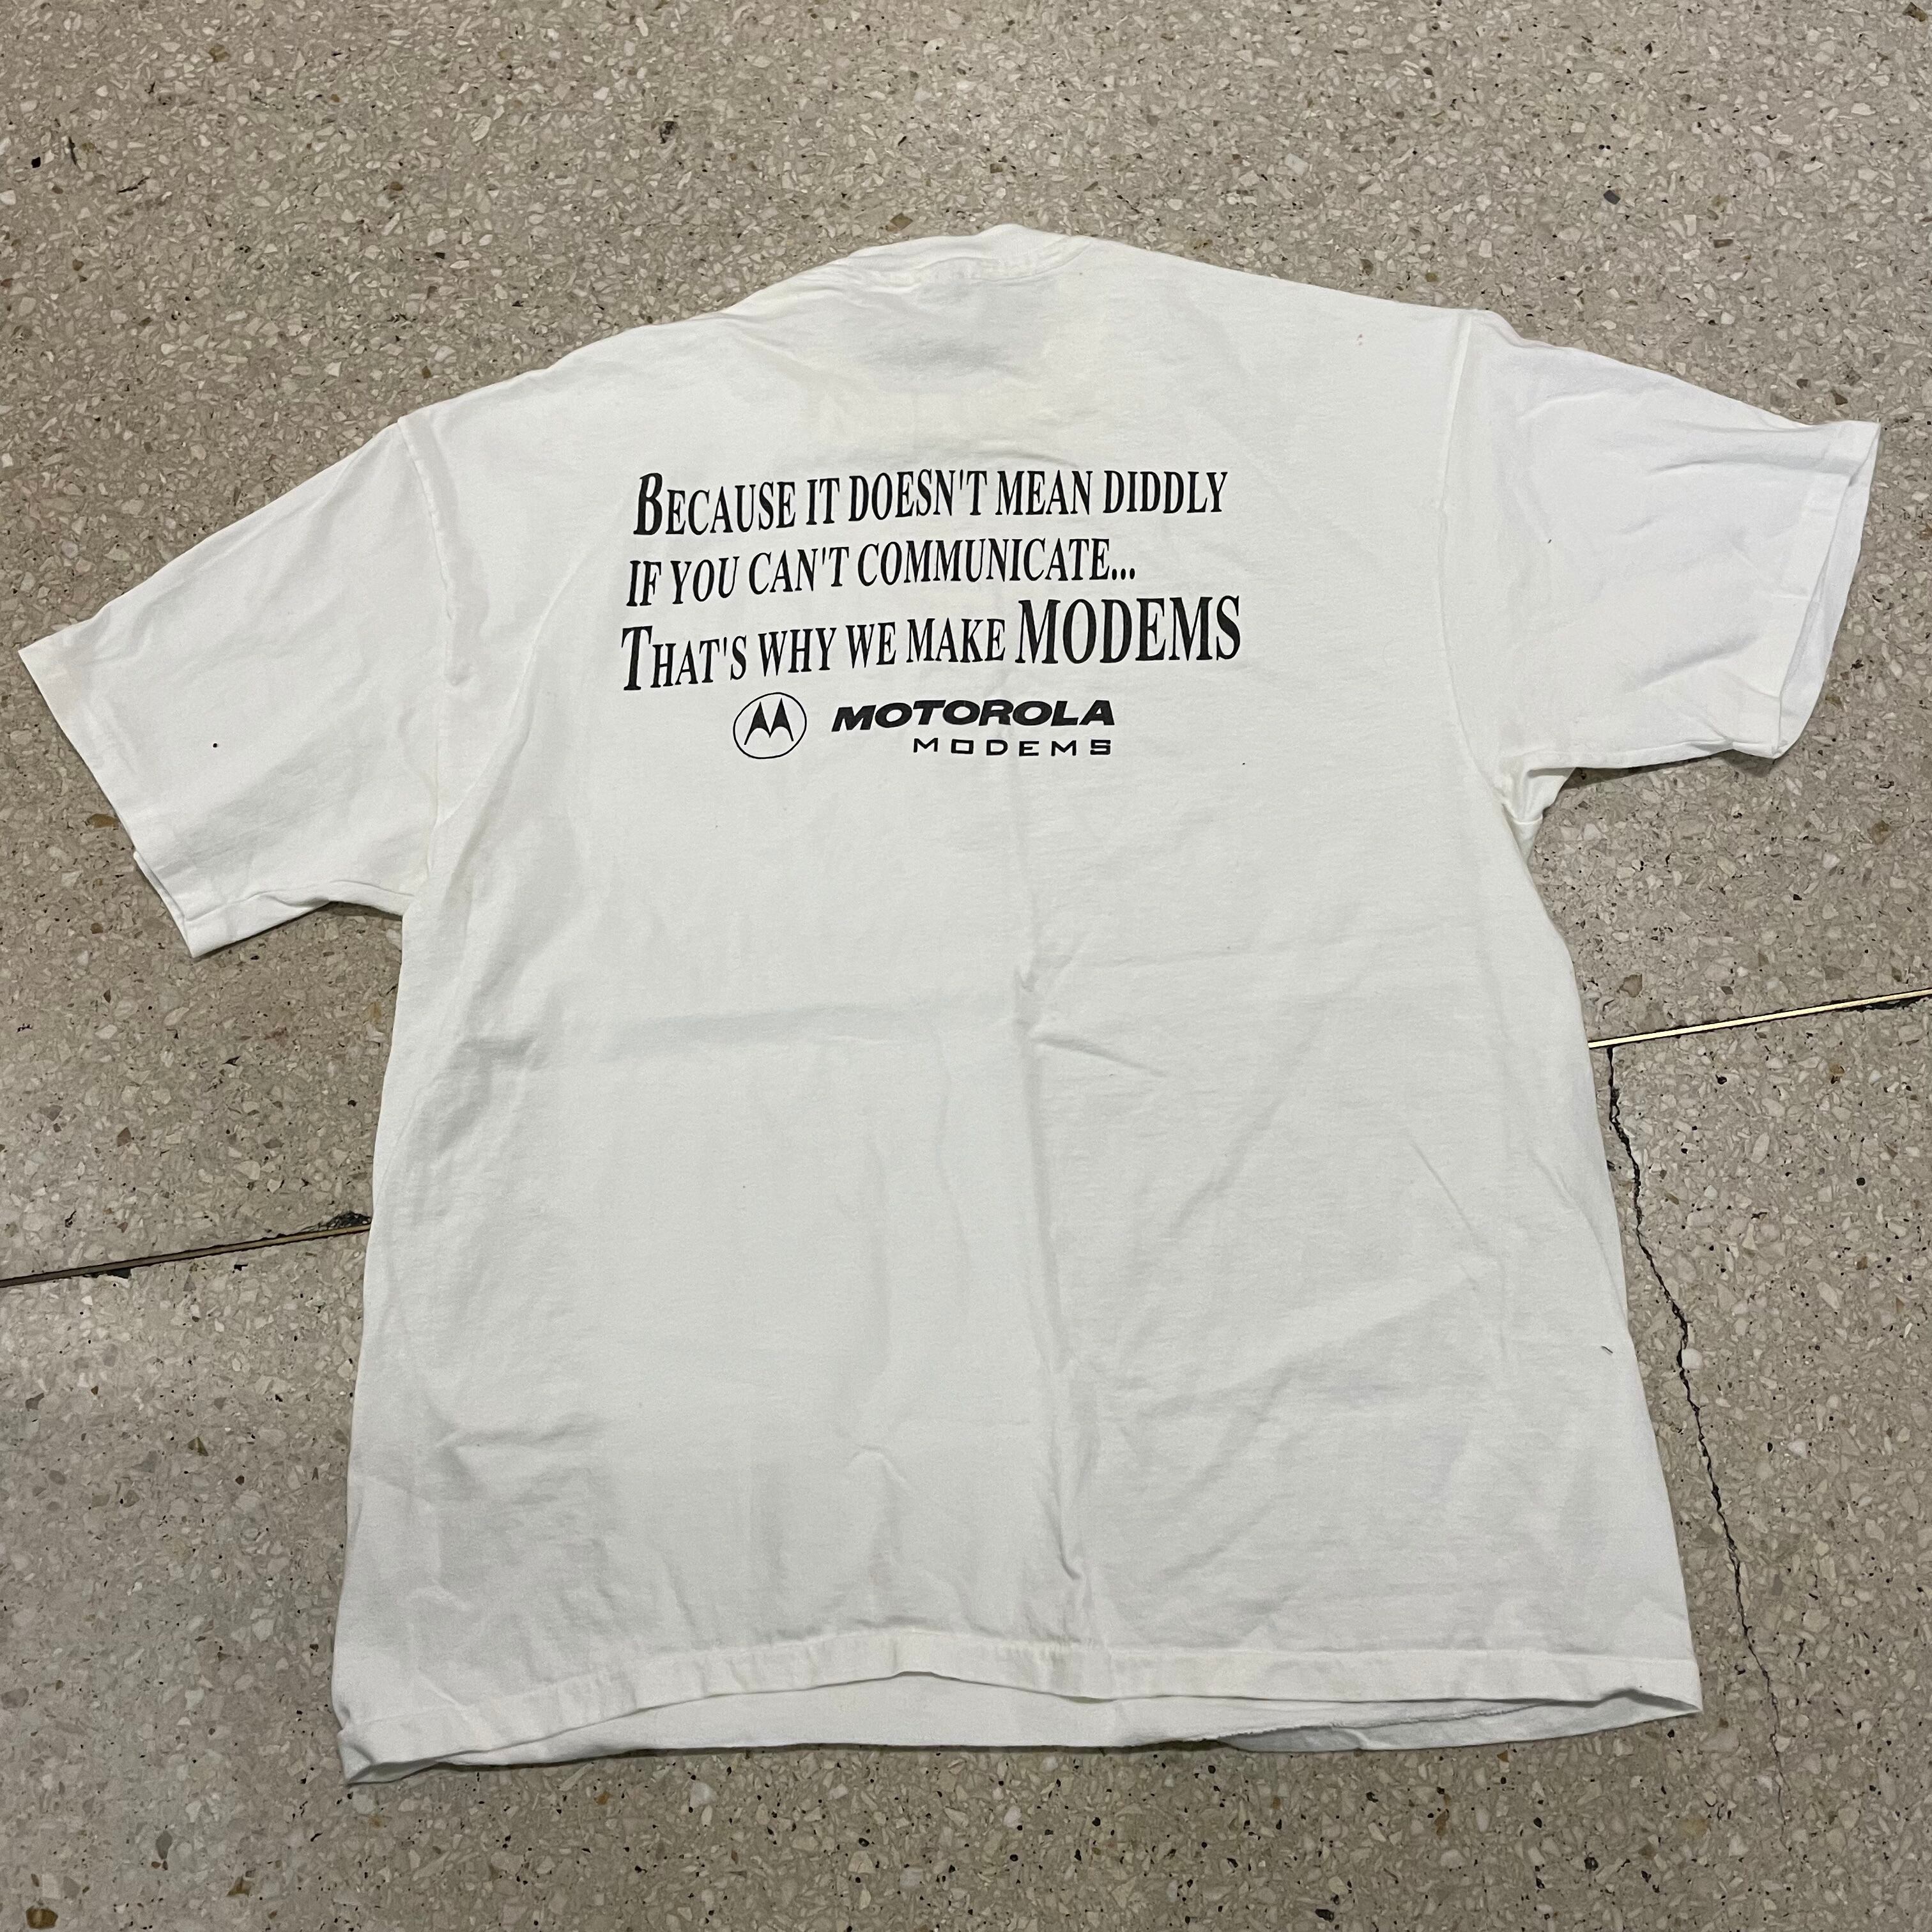 BECAUSE IT DOESN'T MEAN DIDDLY
IF YOU CAN'T COMMUNICATE...
THAT'S WHY WE MAKE MODEMS
MOTOROLA
MODEMS